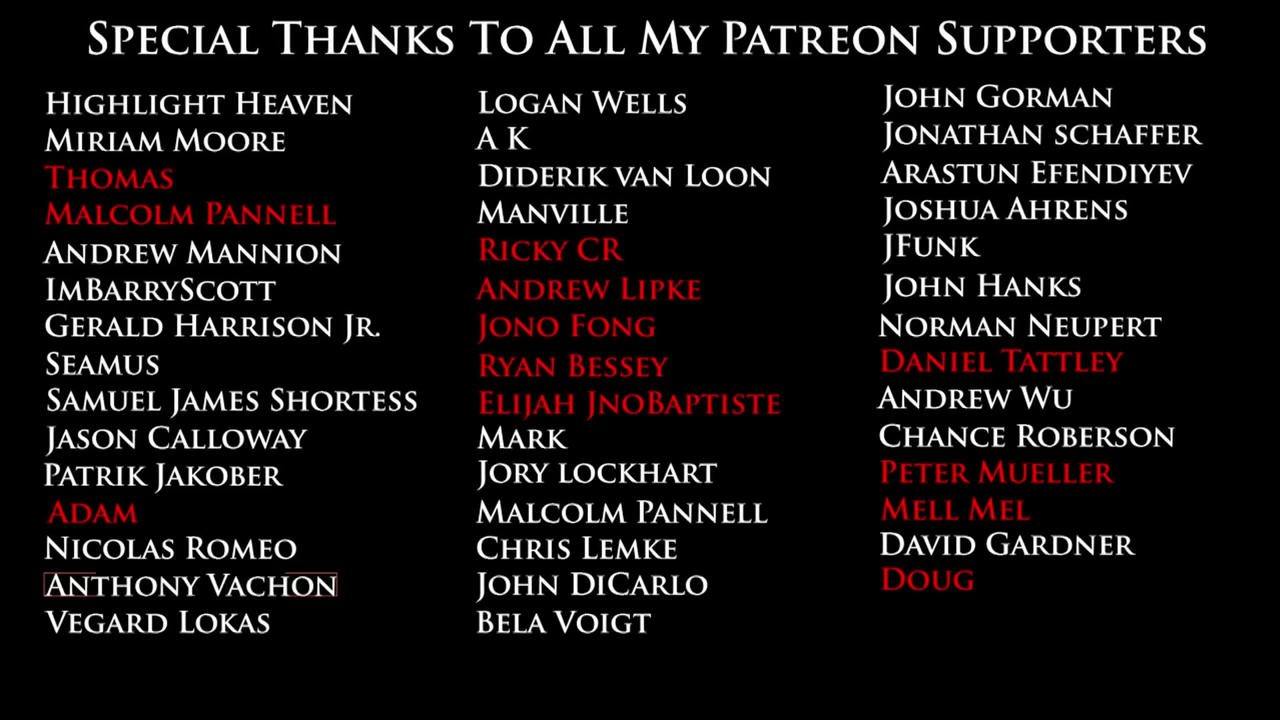 Special Thanks To All My Patreon Supporters
Highlight Heaven
Miriam Moore
Thomas
Malcolm Pannell
Andrew Mannion
ImBarryScott
Gerald Harrison Jr.
Seamus
Samuel James Shortess
Jason Calloway
Patrik Jakober
Adam
Nicolas Romeo
Anthony Vachon
Vegard Lokas
Logan Wells
A K
Diderik van Loon
Manville
Ricky CR
Andrew Lipke
Jono Fong
Ryan Bessey
Elijah JnoBaptiste
Mark
Jory lockhart
Malcolm Pannell
Chris Lemke
John DiCarlo
Bela Voigt
John Gorman
Jonathan schaffer
Arastun Efendiyev
Joshua Ahrens
JFunk
John Hanks
Norman Neupert
Daniel Tattley
Andrew Wu
Chance Roberson
Peter Mueller
Mell Mel
David Gardner
Doug